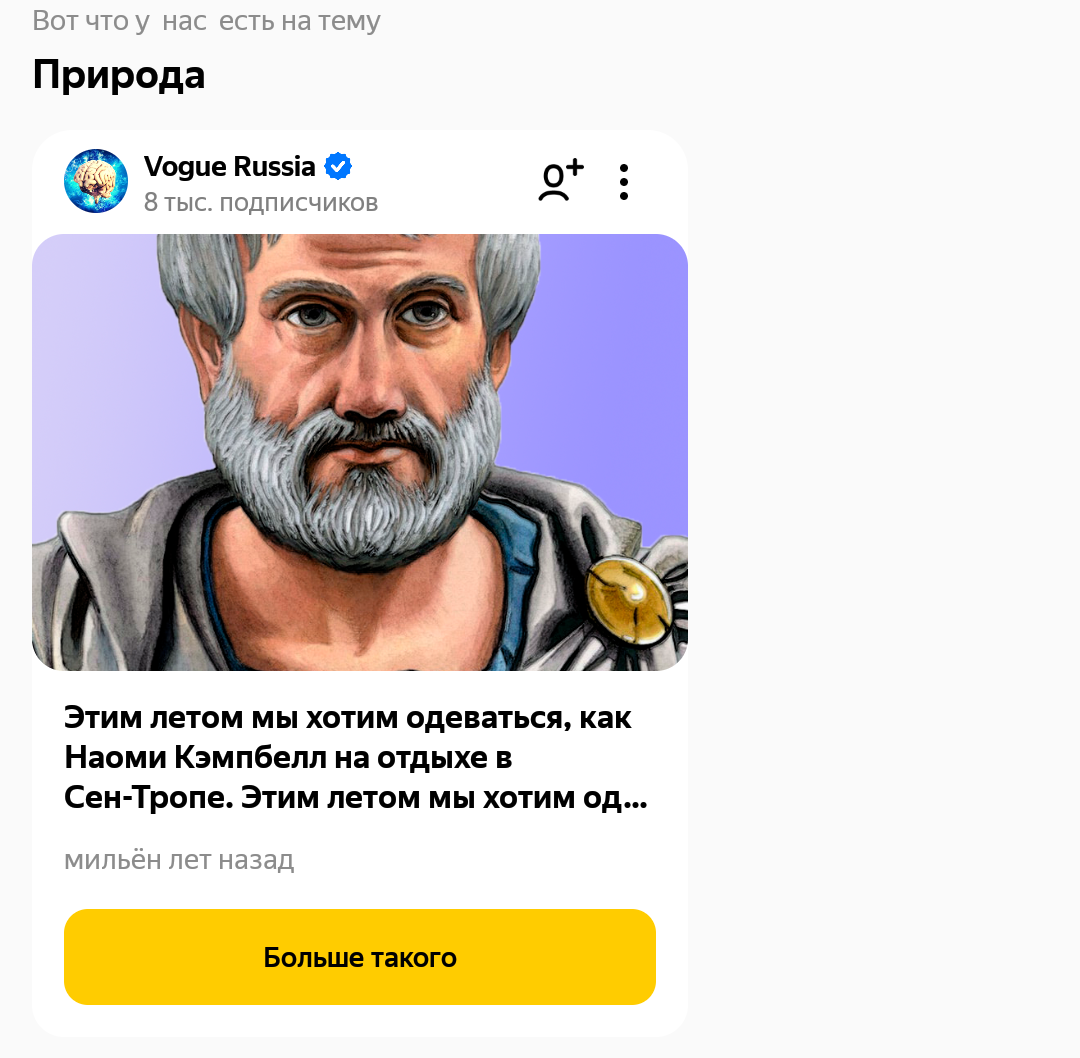 Вот что у нас есть на тему
Природа
Vogue Russia
8 тыс. подписчиков
Этим летом мы хотим одеваться, как
Наоми Кэмпбелл на отдыхе в
Сен-Тропе. Этим летом мы хотим од...
мильён лет назад
Больше такого